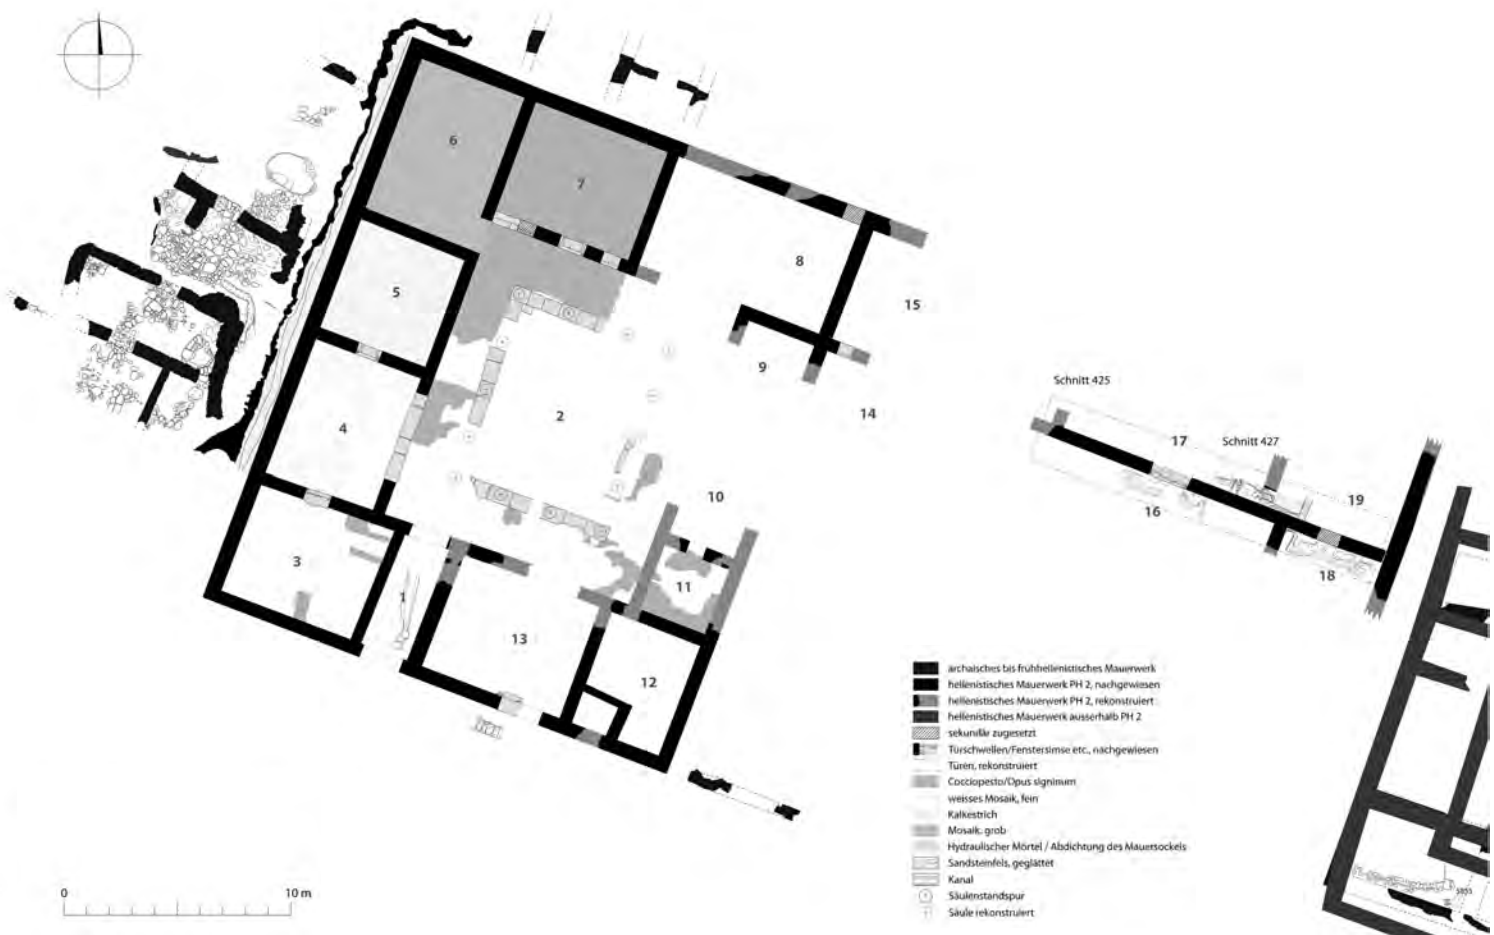 6
7
8
5
15
9
2
14
4
Schnitt 425
17
Schnitt 427
10
19
16
3
11
18
1
13
12
archaisches bis frühhellenistisches Mauerwerk
hellenistisches Mauerwerk PH 2, nachgewiesen
hellenistisches Mauerwerk PH 2, rekonstruiert
hellenistisches Mauerwerk ausserhalb PH 2
sekundär zugesetzt
Türschwellen/Fenstersimse etc., nachgewiesen
Türen, rekonstruiert
Cocciopesto/Opus signinum
weisses Mosaik, fein
Kalkestrich
Mosaik, grob
Hydraulischer Mörtel / Abdichtung des Mauersockels
Sandsteinfels, geglättet
Kanal
Säulenstandspur
Säule rekonstruiert
0 10 m